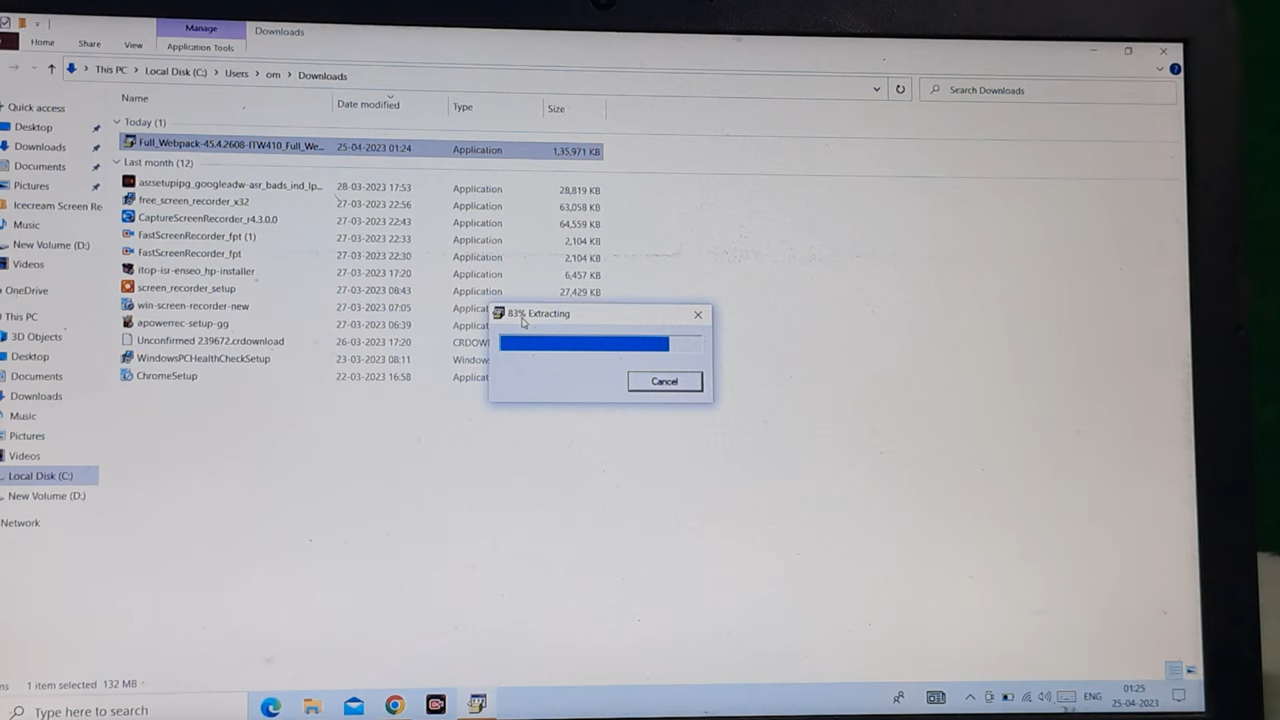 Manage
Downloads
Home
Share
View
Application Tools
This PC > Local Disk (C:) > Users > om > Downloads
Search Downloads
Name
Date modified
Type
Size
Quick access
Desktop
Downloads
Documents
Pictures
Icecream Screen Re
Music
New Volume (D:)
Videos
OneDrive
This PC
3D Objects
Desktop
Documents
Downloads
Music
Pictures
Videos
Local Disk (C:)
New Volume (D:)
Network
Today (1)
Full_Webpack-45.4.2608-ITW410_Full_We... 25-04-2023 01:24 Application 1,35,971 KB
Last month (12)
asrsetupipg_googleadw-asr_bads_ind_lp... 28-03-2023 17:53 Application 28,819 KB
free_screen_recorder_x32 27-03-2023 22:56 Application 63,058 KB
CaptureScreenRecorder_r4.3.0.0 27-03-2023 22:43 Application 64,559 KB
FastScreenRecorder_fpt (1) 27-03-2023 22:33 Application 2,104 KB
FastScreenRecorder_fpt 27-03-2023 22:30 Application 2,104 KB
itop-isr-enseo_hp-installer 27-03-2023 17:20 Application 6,457 KB
screen_recorder_setup 27-03-2023 08:43 Application 27,429 KB
win-screen-recorder-new 27-03-2023 07:05 Applicat
apowerrec-setup-gg 27-03-2023 06:39 Applicat
Unconfirmed 239672.crdownload 26-03-2023 17:20 CRDOW
WindowsPCHealthCheckSetup 23-03-2023 08:11 Window
ChromeSetup 22-03-2023 16:58 Applicat
83% Extracting
Cancel
1 item selected 132 MB
Type here to search
ENG
01:25
25-04-2023